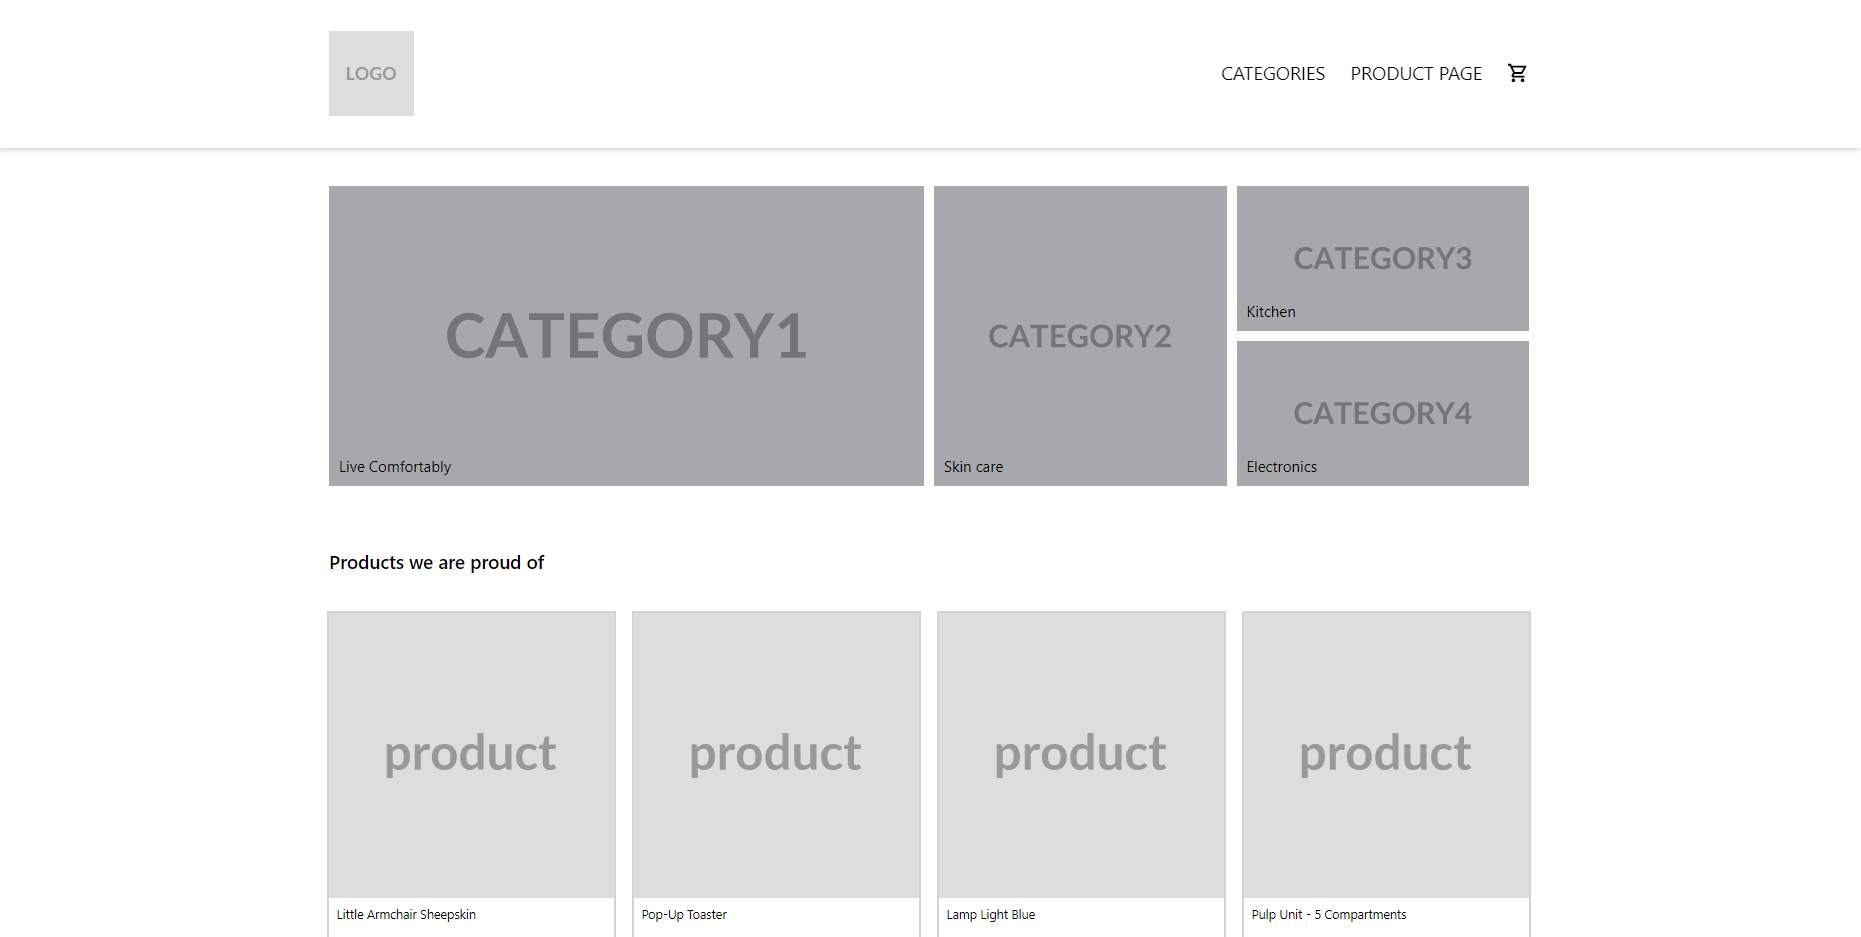 LOGO
CATEGORIES PRODUCT PAGE
CATEGORY1
Live Comfortably
CATEGORY2
Skin care
CATEGORY3
Kitchen
CATEGORY4
Electronics
Products we are proud of
product
Little Armchair Sheepskin
product
Pop-Up Toaster
product
Lamp Light Blue
product
Pulp Unit - 5 Compartments